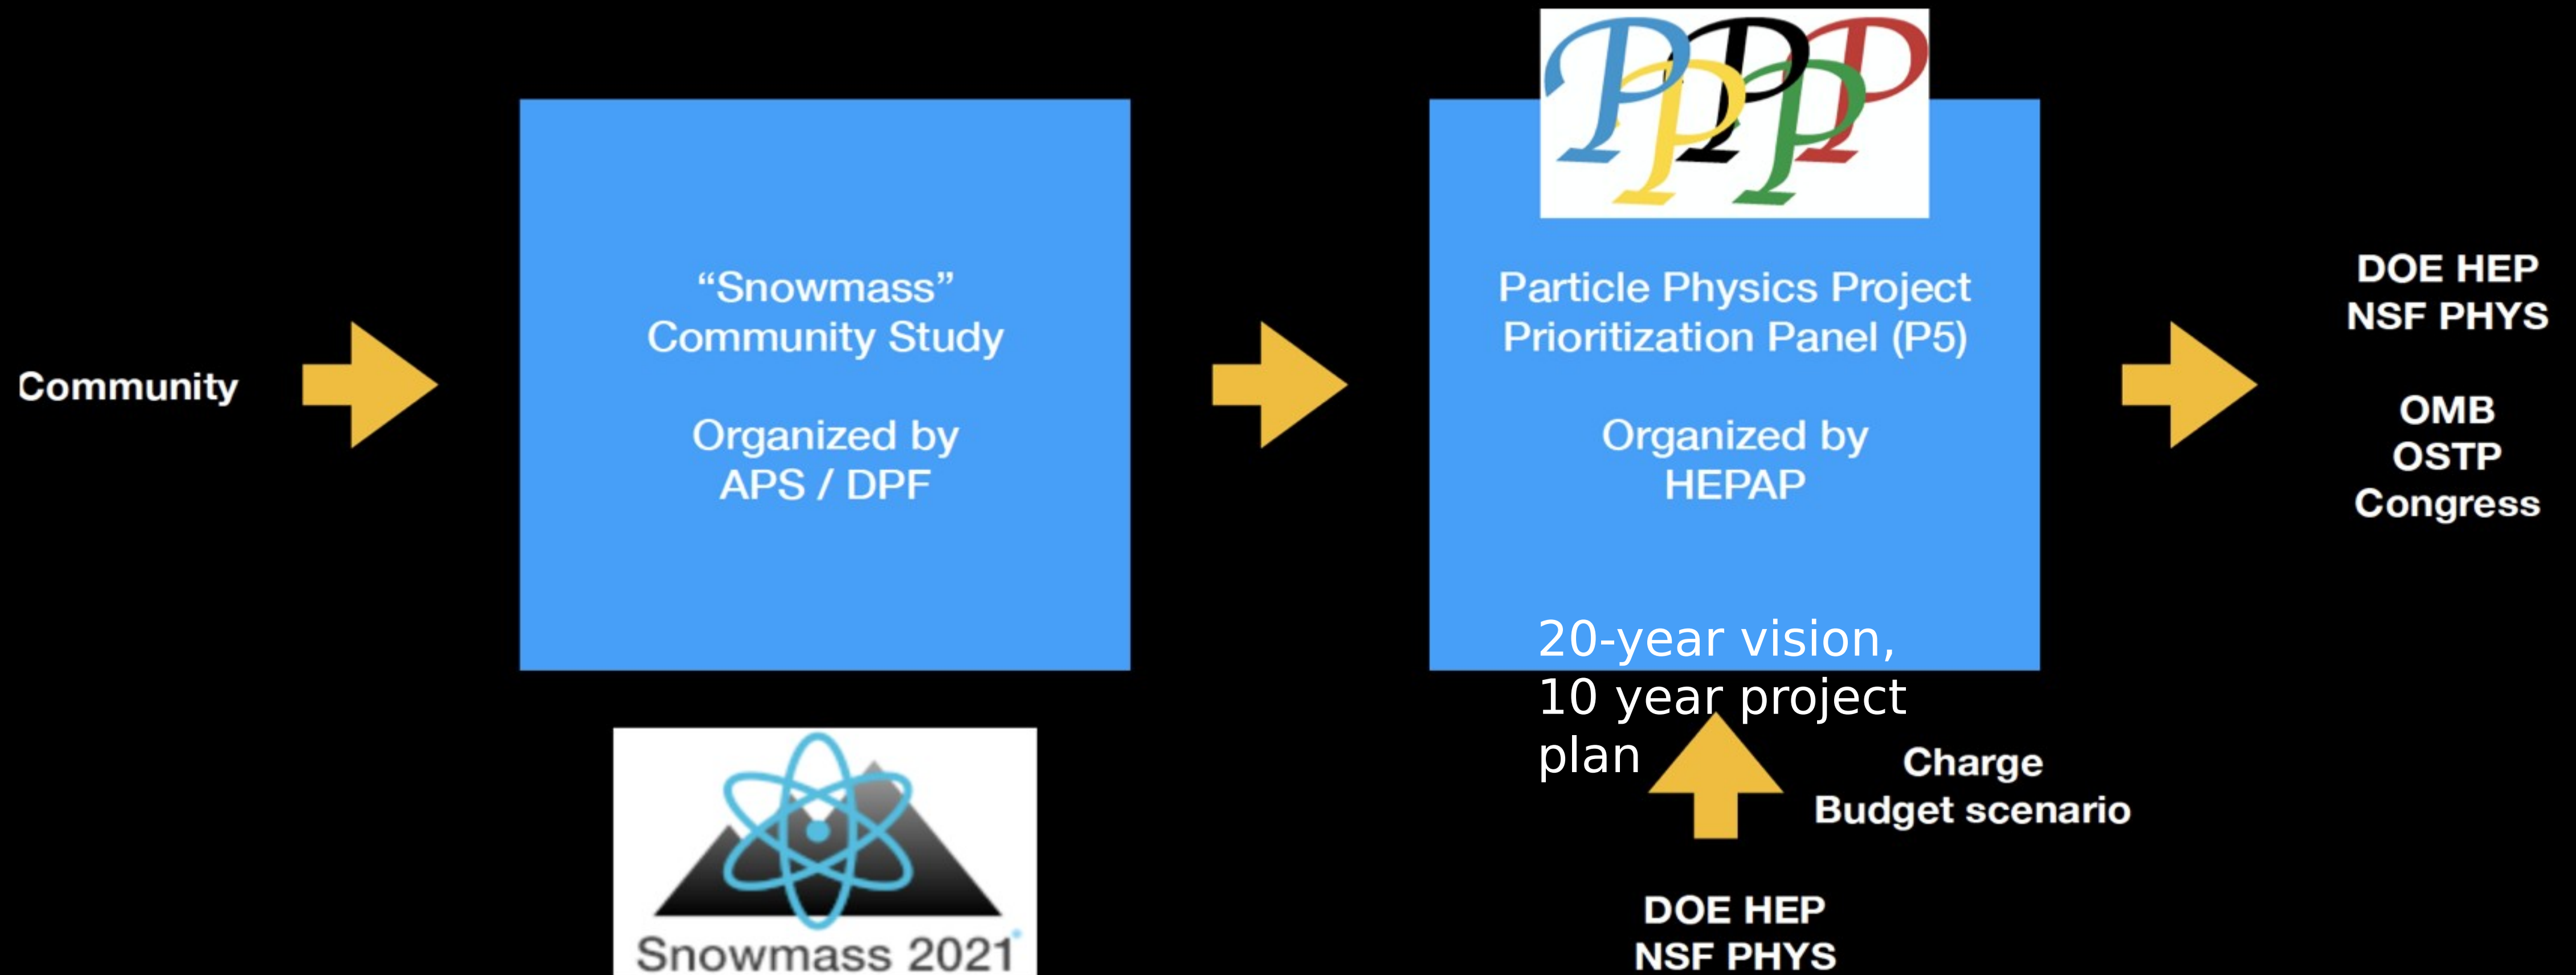 Community
“Snowmass”
Community Study
Organized by
APS / DPF
Snowmass 2021
PPPPP
Particle Physics Project
Prioritization Panel (P5)
Organized by
HEPAP
20-year vision,
10 year project
plan
Charge
Budget scenario
DOE HEP
NSF PHYS
DOE HEP
NSF PHYS
OMB
OSTP
Congress